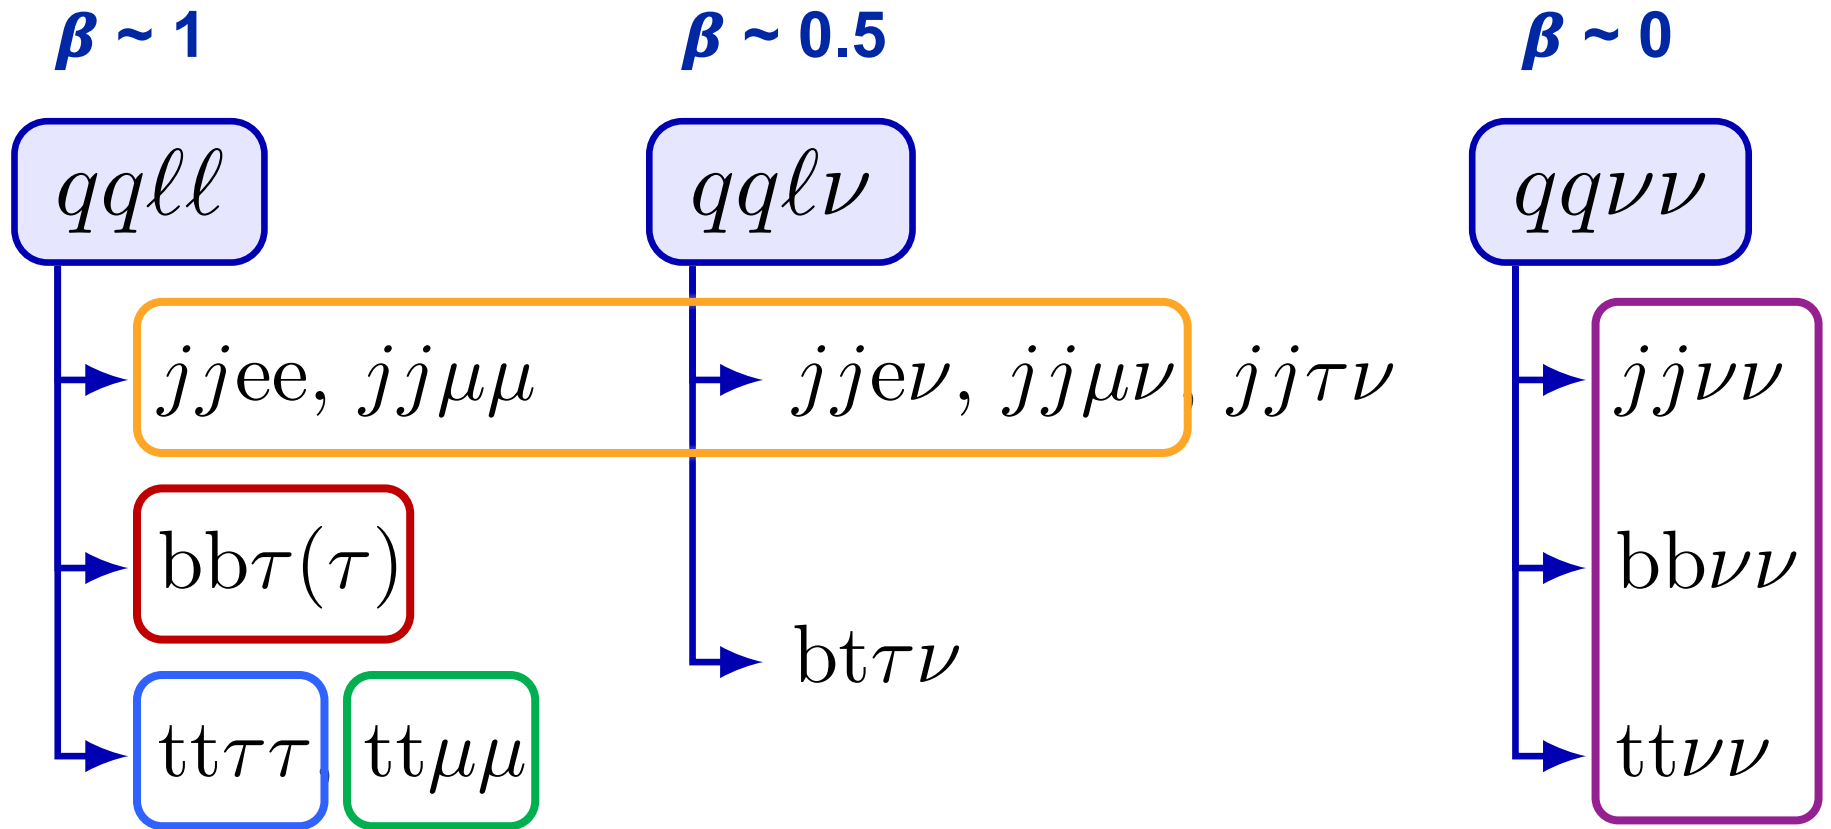 β ~ 1 β ~ 0.5 β ~ 0
qqℓℓ qqℓν qqνν
jjee, jjμμ jjeν, jjμν, jjτν jjνν
bbτ(τ) bbνν
btτν
ttττ, ttμμ ttνν